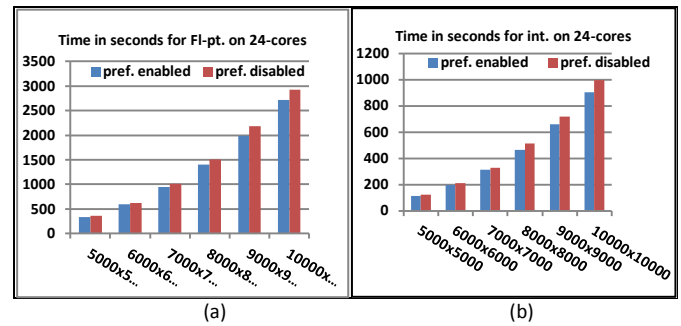 Time in seconds for Fl-pt. on 24-cores
pref. enabled pref. disabled
3500
3000
2500
2000
1500
1000
500
0
5000x5...
6000x6...
7000x7...
8000x8...
9000x9...
10000x...
(a)
Time in seconds for int. on 24-cores
pref. enabled pref. disabled
1200
1000
800
600
400
200
0
5000x5000
6000x6000
7000x7000
8000x8000
9000x9000
10000x10000
(b)